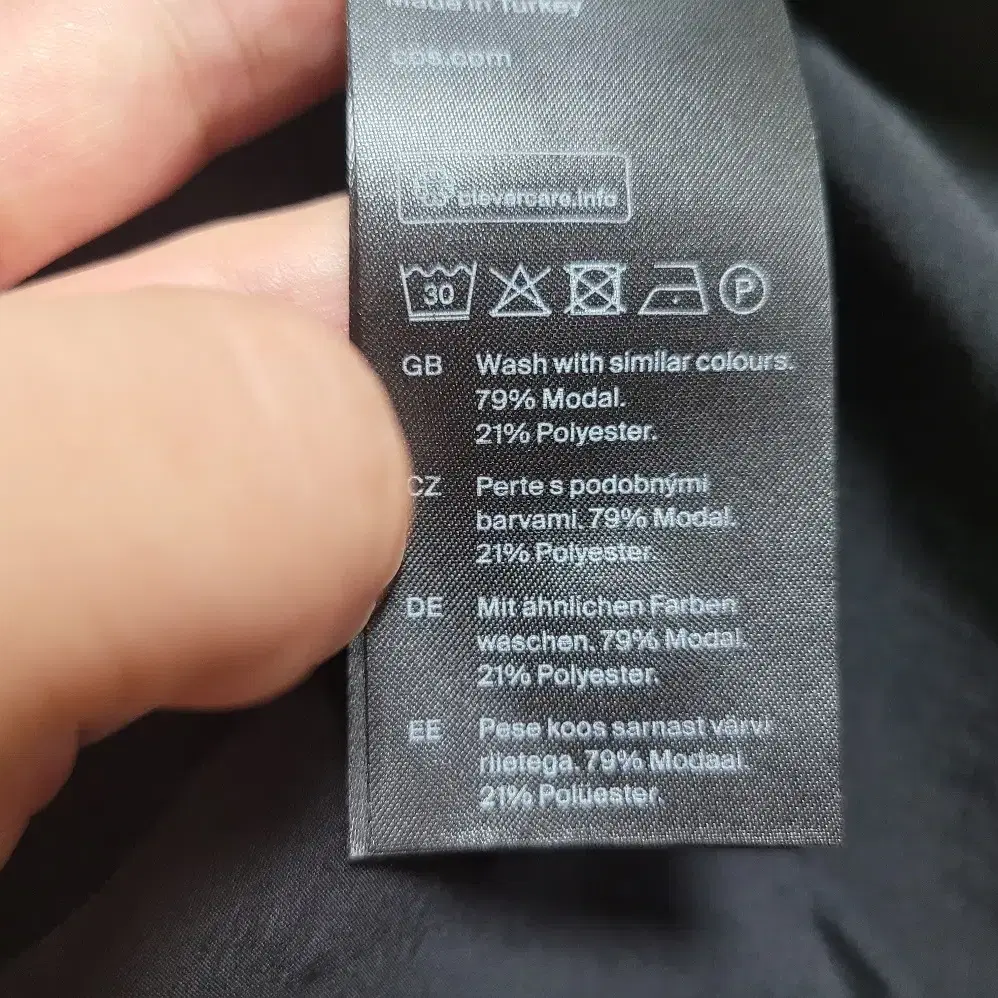 Made in Turkey
cos.com
clevercare.info
30
P
GB Wash with similar colours.
79% Modal.
21% Polyester.
CZ Perte s podobnými
barvami. 79% Modal.
21% Polyester.
DE Mit ähnlichen Farben
waschen. 79% Modal.
21% Polyester.
EE Pese koos sarnast värvi
riietega. 79% Modaal.
21% Polüester.